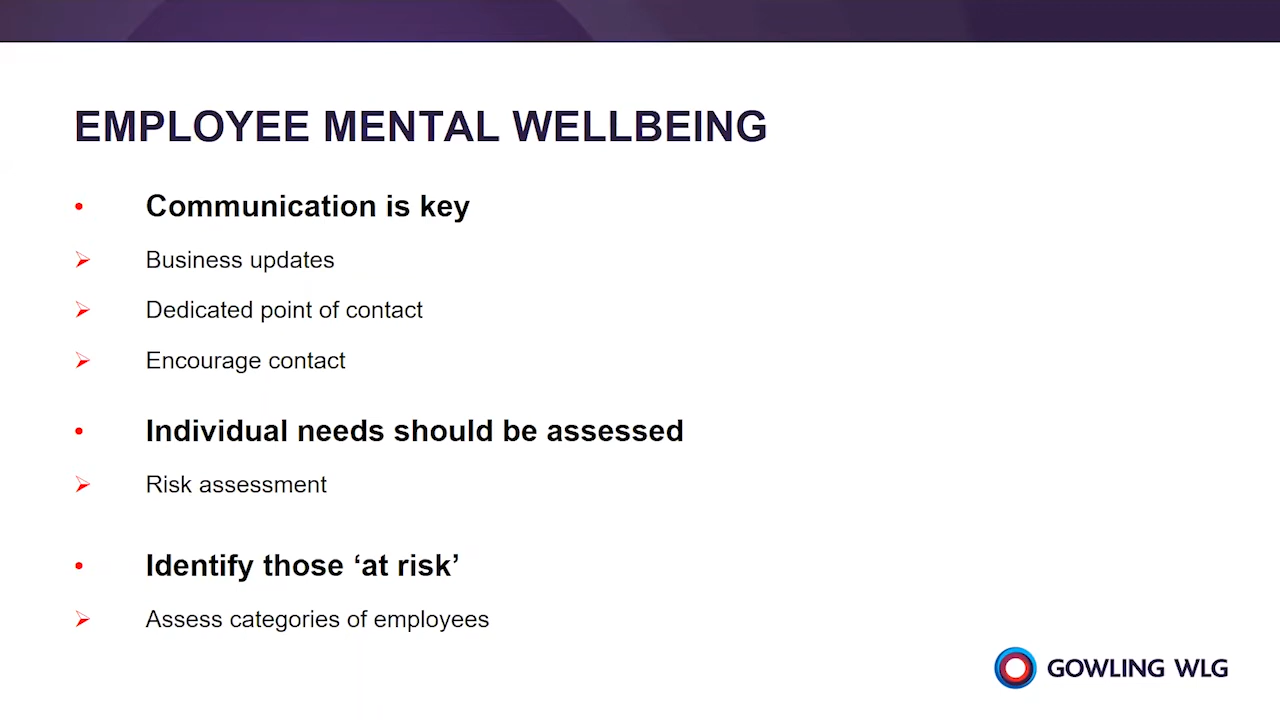 EMPLOYEE MENTAL WELLBEING
• Communication is key
➢ Business updates
➢ Dedicated point of contact
➢ Encourage contact
• Individual needs should be assessed
➢ Risk assessment
• Identify those ‘at risk’
➢ Assess categories of employees
GOWLING WLG